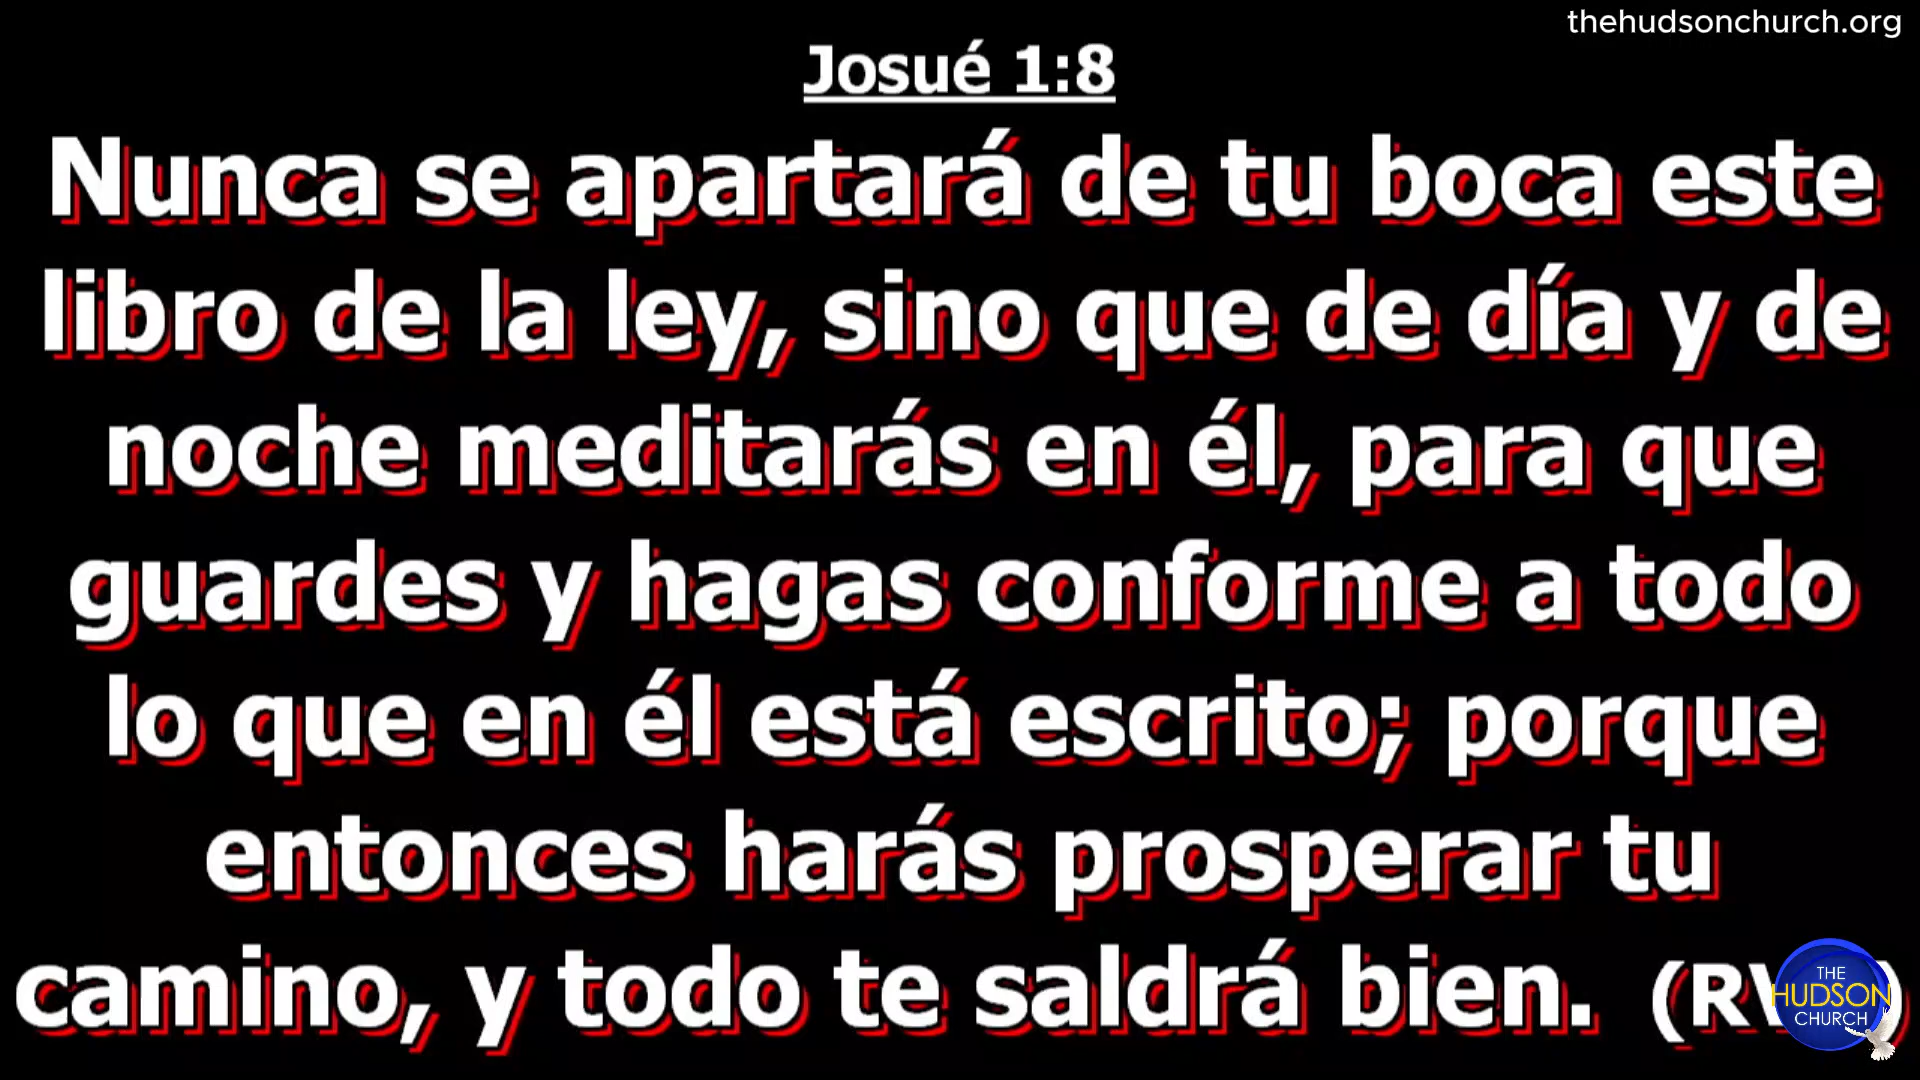 thehudsonchurch.org
Josué 1:8
Nunca se apartará de tu boca este
libro de la ley, sino que de día y de
noche meditarás en él, para que
guardes y hagas conforme a todo
lo que en él está escrito; porque
entonces harás prosperar tu
camino, y todo te saldrá bien.
THE
HUDSON
CHURCH